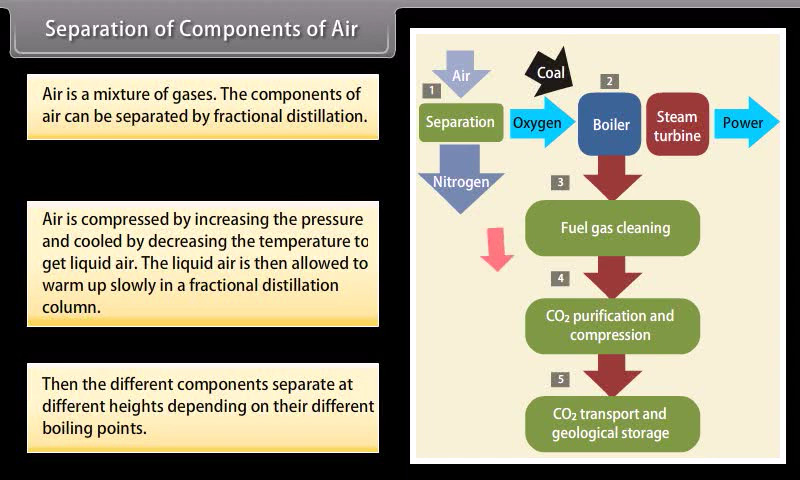 Separation of Components of Air
Air is a mixture of gases. The components of
air can be separated by fractional distillation.
Air is compressed by increasing the pressure
and cooled by decreasing the temperature to
get liquid air. The liquid air is then allowed to
warm up slowly in a fractional distillation
column.
Then the different components separate at
different heights depending on their different
boiling points.
Air
Coal
1
2
Separation
Oxygen
Boiler
Steam
turbine
Power
Nitrogen
3
Fuel gas cleaning
4
CO₂ purification and
compression
5
CO₂ transport and
geological storage